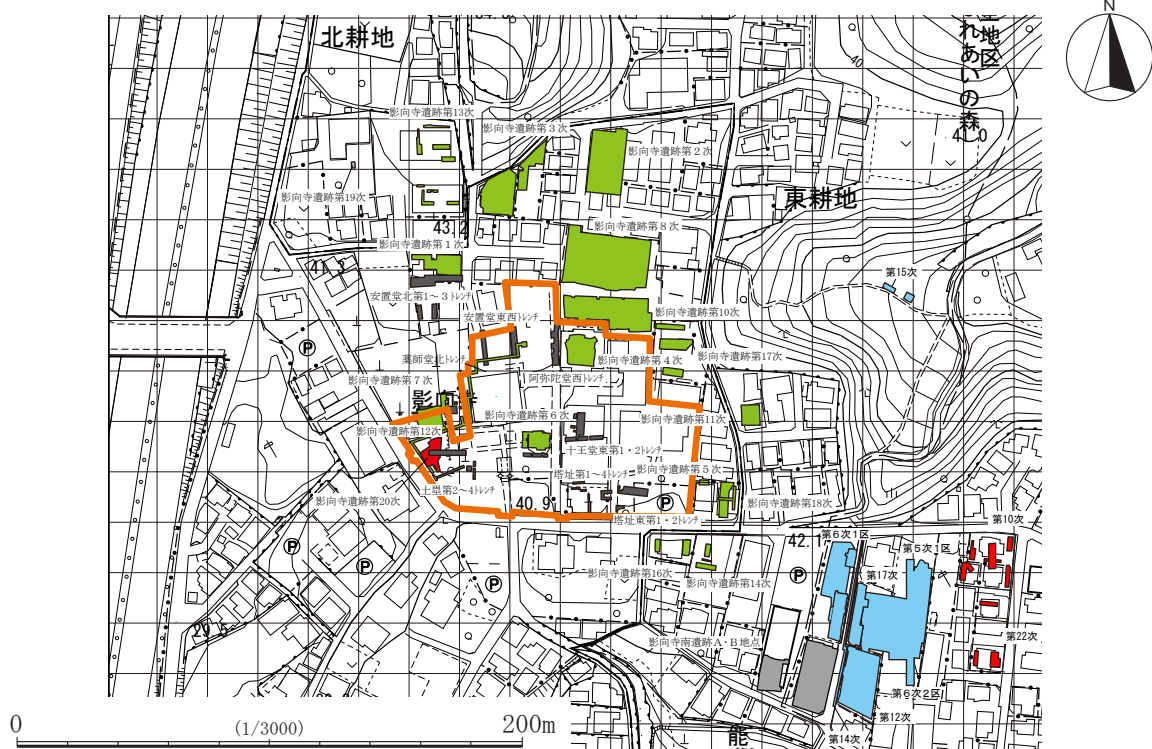 N
北耕地
地区
れあいの森
40
影向寺遺跡第13次
影向寺遺跡第３次
影向寺遺跡第２次
東耕地
影向寺遺跡第19次
43.2
影向寺遺跡第８次
影向寺遺跡第１次
41.3
第15次
安置堂北第1～３トレンチ
安置堂東西トレンチ
影向寺遺跡第10次
薬師堂北トレンチ
影向寺遺跡第４次
影向寺遺跡第17次
影向寺遺跡第７次
阿弥陀堂西トレンチ
影向寺
影向寺遺跡第６次
影向寺遺跡第11次
影向寺遺跡第12次
十王堂東第1・2トレンチ
影向寺遺跡第５次
塔址第1～4トレンチ
土塁第2～4トレンチ
影向寺遺跡第20次
40.9
P
影向寺遺跡第18次
塔址東第1・2トレンチ
第10次
42.1
第６次１区
第５次１区
影向寺遺跡第16次
影向寺遺跡第14次
P
第17次
29.5
影向寺南遺跡Ａ・Ｂ地点
第22次
第６次２区
第12次
第14次
能
0
(1/3000)
200m